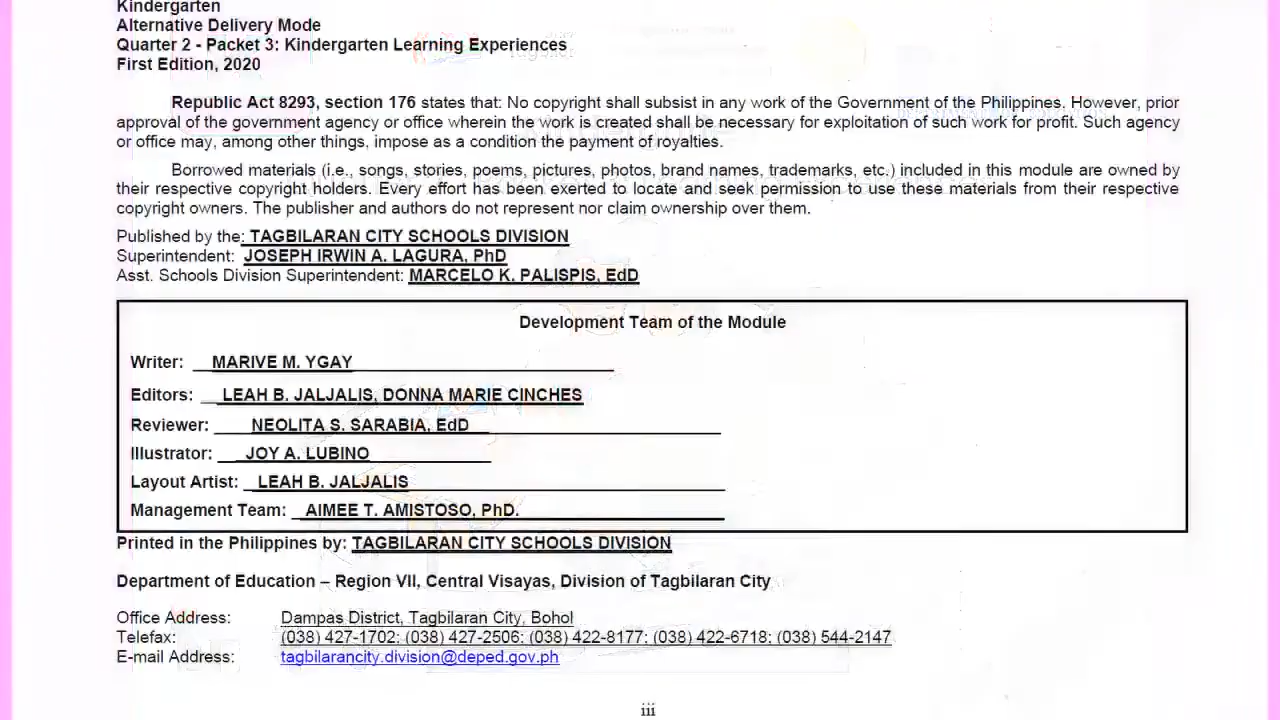 Kindergarten
Alternative Delivery Mode
Quarter 2 - Packet 3: Kindergarten Learning Experiences
First Edition, 2020
Republic Act 8293, section 176 states that: No copyright shall subsist in any work of the Government of the Philippines. However, prior
approval of the government agency or office wherein the work is created shall be necessary for exploitation of such work for profit. Such agency
or office may, among other things, impose as a condition the payment of royalties.
Borrowed materials (i.e., songs, stories, poems, pictures, photos, brand names, trademarks, etc.) included in this module are owned by
their respective copyright holders. Every effort has been exerted to locate and seek permission to use these materials from their respective
copyright owners. The publisher and authors do not represent nor claim ownership over them.
Published by the: TAGBILARAN CITY SCHOOLS DIVISION
Superintendent: JOSEPH IRWIN A. LAGURA, PhD
Asst. Schools Division Superintendent: MARCELO K. PALISPIS, EdD
Development Team of the Module
Writer: MARIVE M. YGAY
Editors: LEAH B. JALJALIS, DONNA MARIE CINCHES
Reviewer: NEOLITA S. SARABIA, EdD
Illustrator: JOY A. LUBINO
Layout Artist: LEAH B. JALJALIS
Management Team: AIMEE T. AMISTOSO, PhD.
Printed in the Philippines by: TAGBILARAN CITY SCHOOLS DIVISION
Department of Education – Region VII, Central Visayas, Division of Tagbilaran City
Office Address: Dampas District, Tagbilaran City, Bohol
Telefax: (038) 427-1702; (038) 427-2506; (038) 422-8177; (038) 422-6718; (038) 544-2147
E-mail Address: tagbilarancity.division@deped.gov.ph
iii